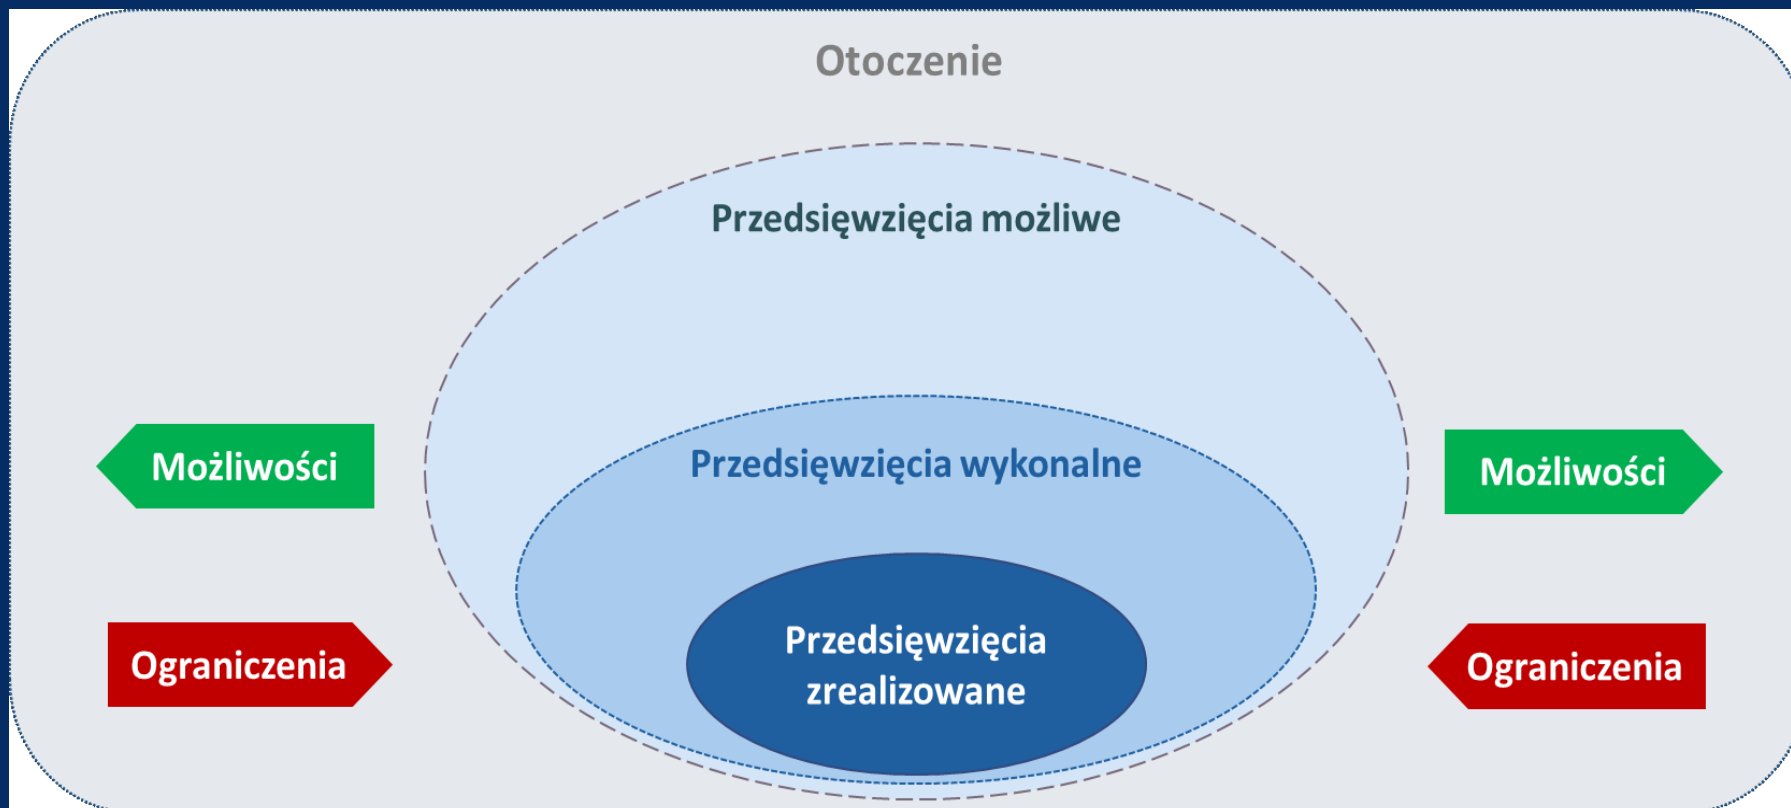 Otoczenie
Przedsięwzięcia możliwe
Przedsięwzięcia wykonalne
Możliwości
Możliwości
Przedsięwzięcia
zrealizowane
Ograniczenia
Ograniczenia